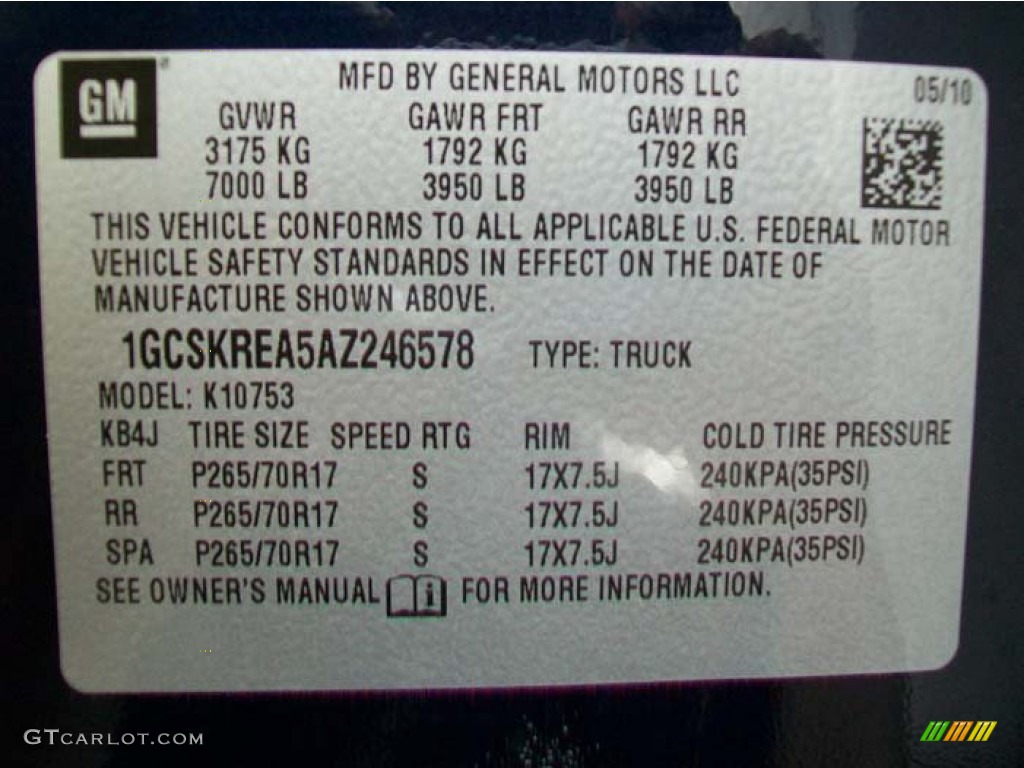 GM
MFD BY GENERAL MOTORS LLC 05/10
GVWR GAWR FRT GAWR RR
3175 KG 1792 KG 1792 KG
7000 LB 3950 LB 3950 LB
THIS VEHICLE CONFORMS TO ALL APPLICABLE U.S. FEDERAL MOTOR
VEHICLE SAFETY STANDARDS IN EFFECT ON THE DATE OF
MANUFACTURE SHOWN ABOVE.
1GCSKREA5AZ246578 TYPE: TRUCK
MODEL: K10753
KB4J TIRE SIZE SPEED RTG RIM COLD TIRE PRESSURE
FRT P265/70R17 S 17X7.5J 240KPA(35PSI)
RR P265/70R17 S 17X7.5J 240KPA(35PSI)
SPA P265/70R17 S 17X7.5J 240KPA(35PSI)
SEE OWNER'S MANUAL i FOR MORE INFORMATION.
GTCARLOT.COM